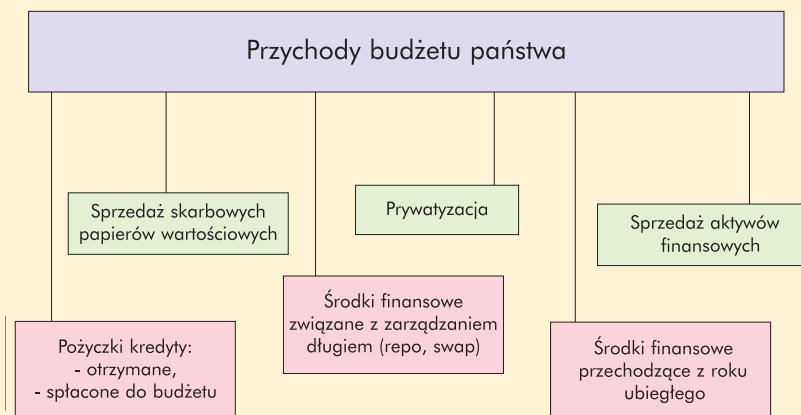 Przychody budżetu państwa
Sprzedaż skarbowych
papierów wartościowych
Prywatyzacja
Sprzedaż aktywów
finansowych
Środki finansowe
związane z zarządzaniem
długiem (repo, swap)
Pożyczki kredyty:
- otrzymane,
- spłacone do budżetu
Środki finansowe
przechodzące z roku
ubiegłego